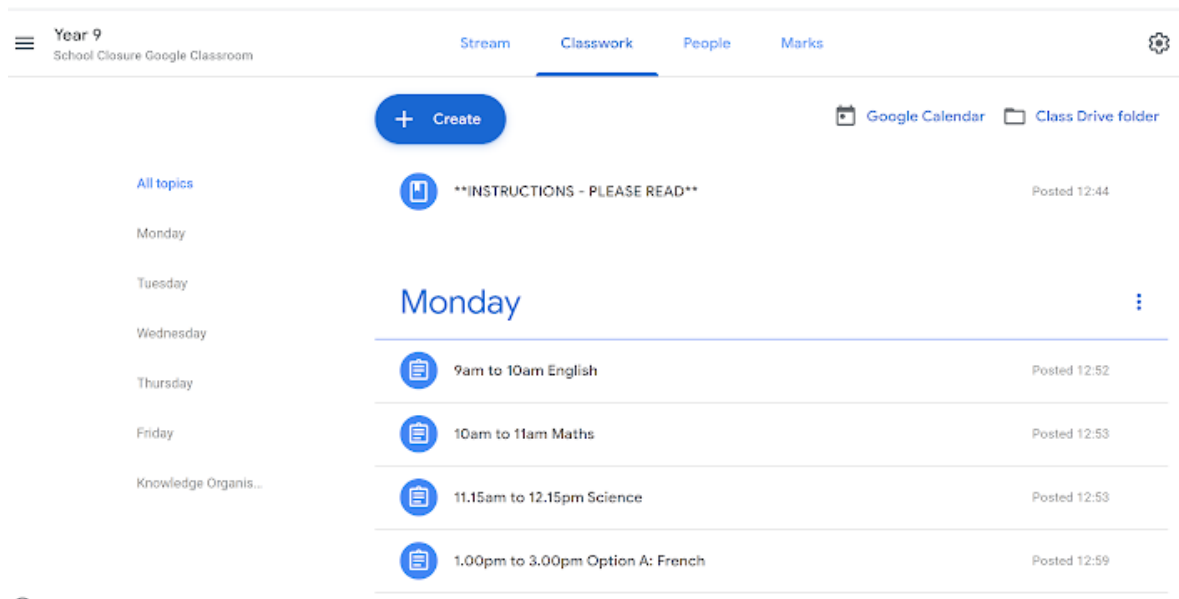 Year 9
School Closure Google Classroom
Stream Classwork People Marks
+ Create
Google Calendar Class Drive folder
All topics
Monday
Tuesday
Wednesday
Thursday
Friday
Knowledge Organis...
**INSTRUCTIONS - PLEASE READ** Posted 12:44
Monday
9am to 10am English Posted 12:52
10am to 11am Maths Posted 12:53
11.15am to 12.15pm Science Posted 12:53
1.00pm to 3.00pm Option A: French Posted 12:59